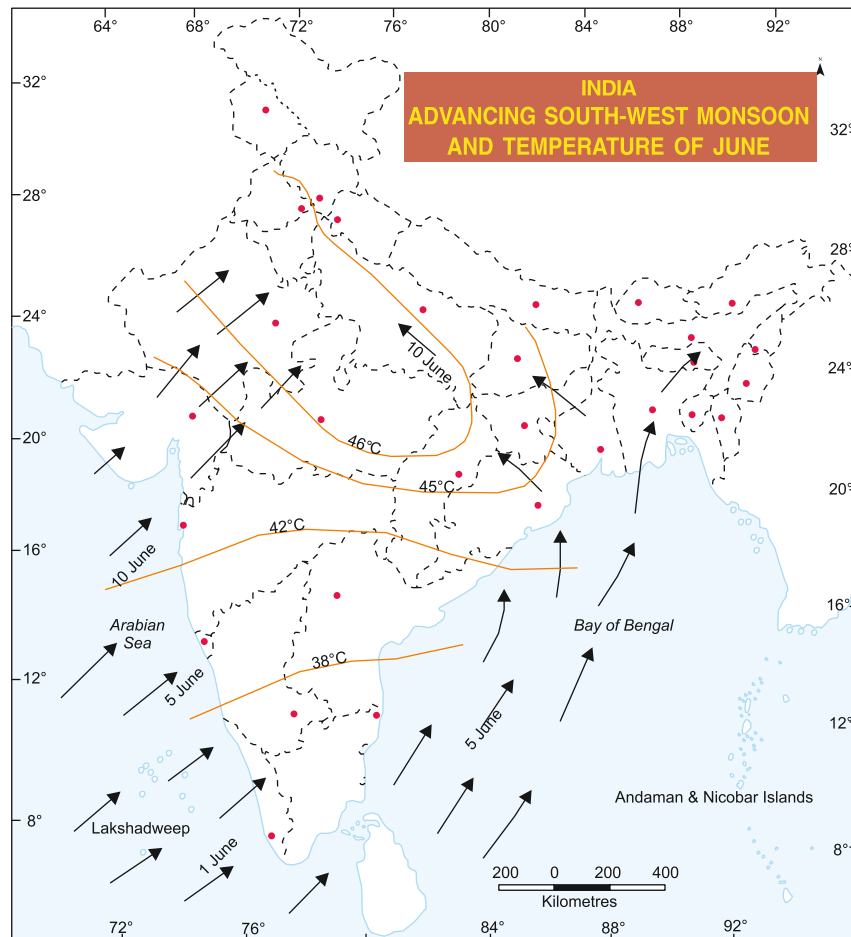 64° 68° 72° 76° 80° 84° 88° 92°
N
32°
INDIA
ADVANCING SOUTH-WEST MONSOON
AND TEMPERATURE OF JUNE
32°
28°
28°
24°
24°
10 June
20°
46°C
45°C
20°
42°C
16°
10 June
16°
Arabian
Sea
Bay of Bengal
38°C
12°
5 June
5 June
12°
Andaman & Nicobar Islands
8°
Lakshadweep
1 June
8°
200 0 200 400
Kilometres
72° 76° 84° 88° 92°